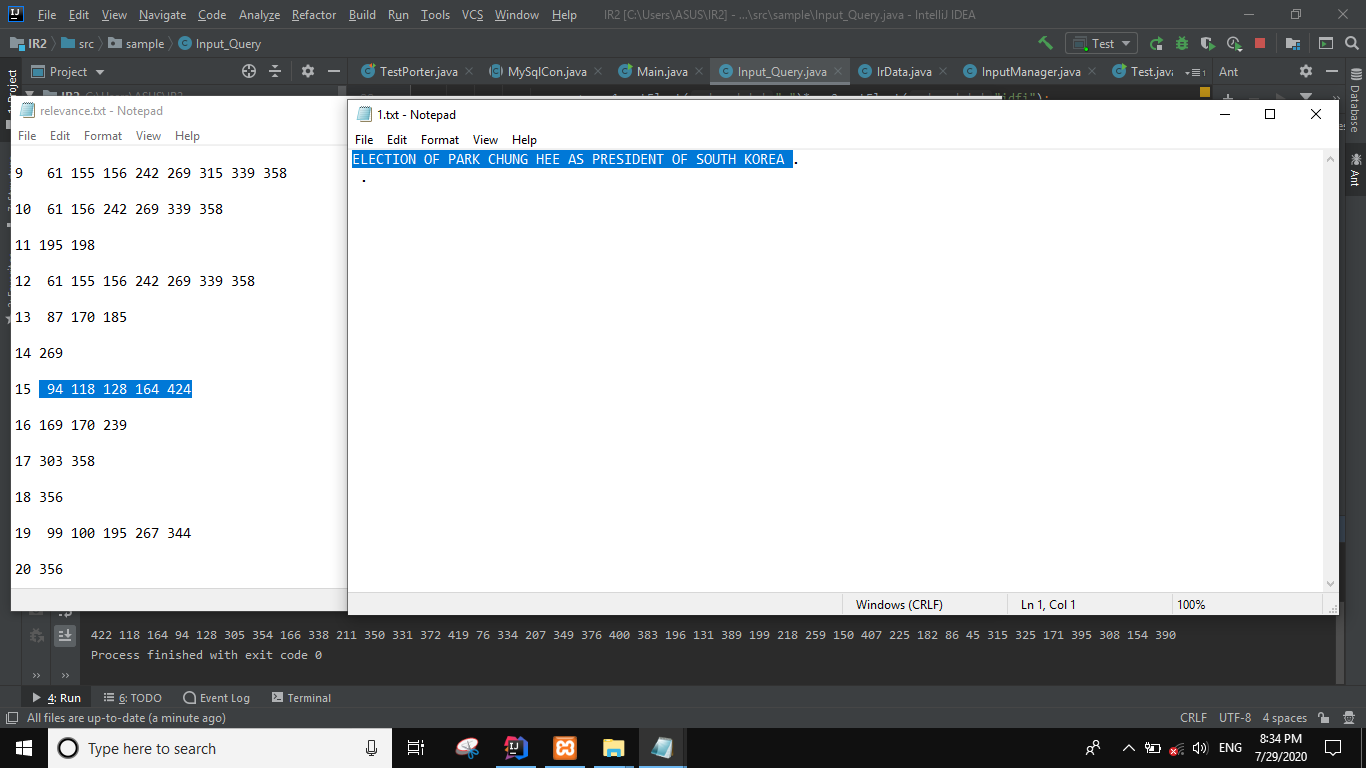 File Edit View Navigate Code Analyze Refactor Build Run Tools VCS Window Help IR2 [C:\Users\ASUS\IR2] - ...\src\sample\Input_Query.java - IntelliJ IDEA
IR2 src sample Input_Query Test
Project Project TestPorter.java MySqlCon.java Main.java Input_Query.java IrData.java InputManager.java Test.java Ant
relevance.txt - Notepad
File Edit Format View Help
9 61 155 156 242 269 315 339 358
10 61 156 242 269 339 358
11 195 198
12 61 155 156 242 269 339 358
13 87 170 185
14 269
15 94 118 128 164 424
16 169 170 239
17 303 358
18 356
19 99 100 195 267 344
20 356
1.txt - Notepad
File Edit Format View Help
ELECTION OF PARK CHUNG HEE AS PRESIDENT OF SOUTH KOREA .
.
Windows (CRLF) Ln 1, Col 1 100%
Database
Ant
422 118 164 94 128 305 354 166 338 211 350 331 372 419 76 334 207 349 376 400 383 196 131 389 199 218 259 150 407 225 182 86 45 315 325 171 395 308 154 390
Process finished with exit code 0
4: Run 6: TODO Event Log Terminal
All files are up-to-date (a minute ago) CRLF UTF-8 4 spaces
Type here to search ENG 8:34 PM
7/29/2020